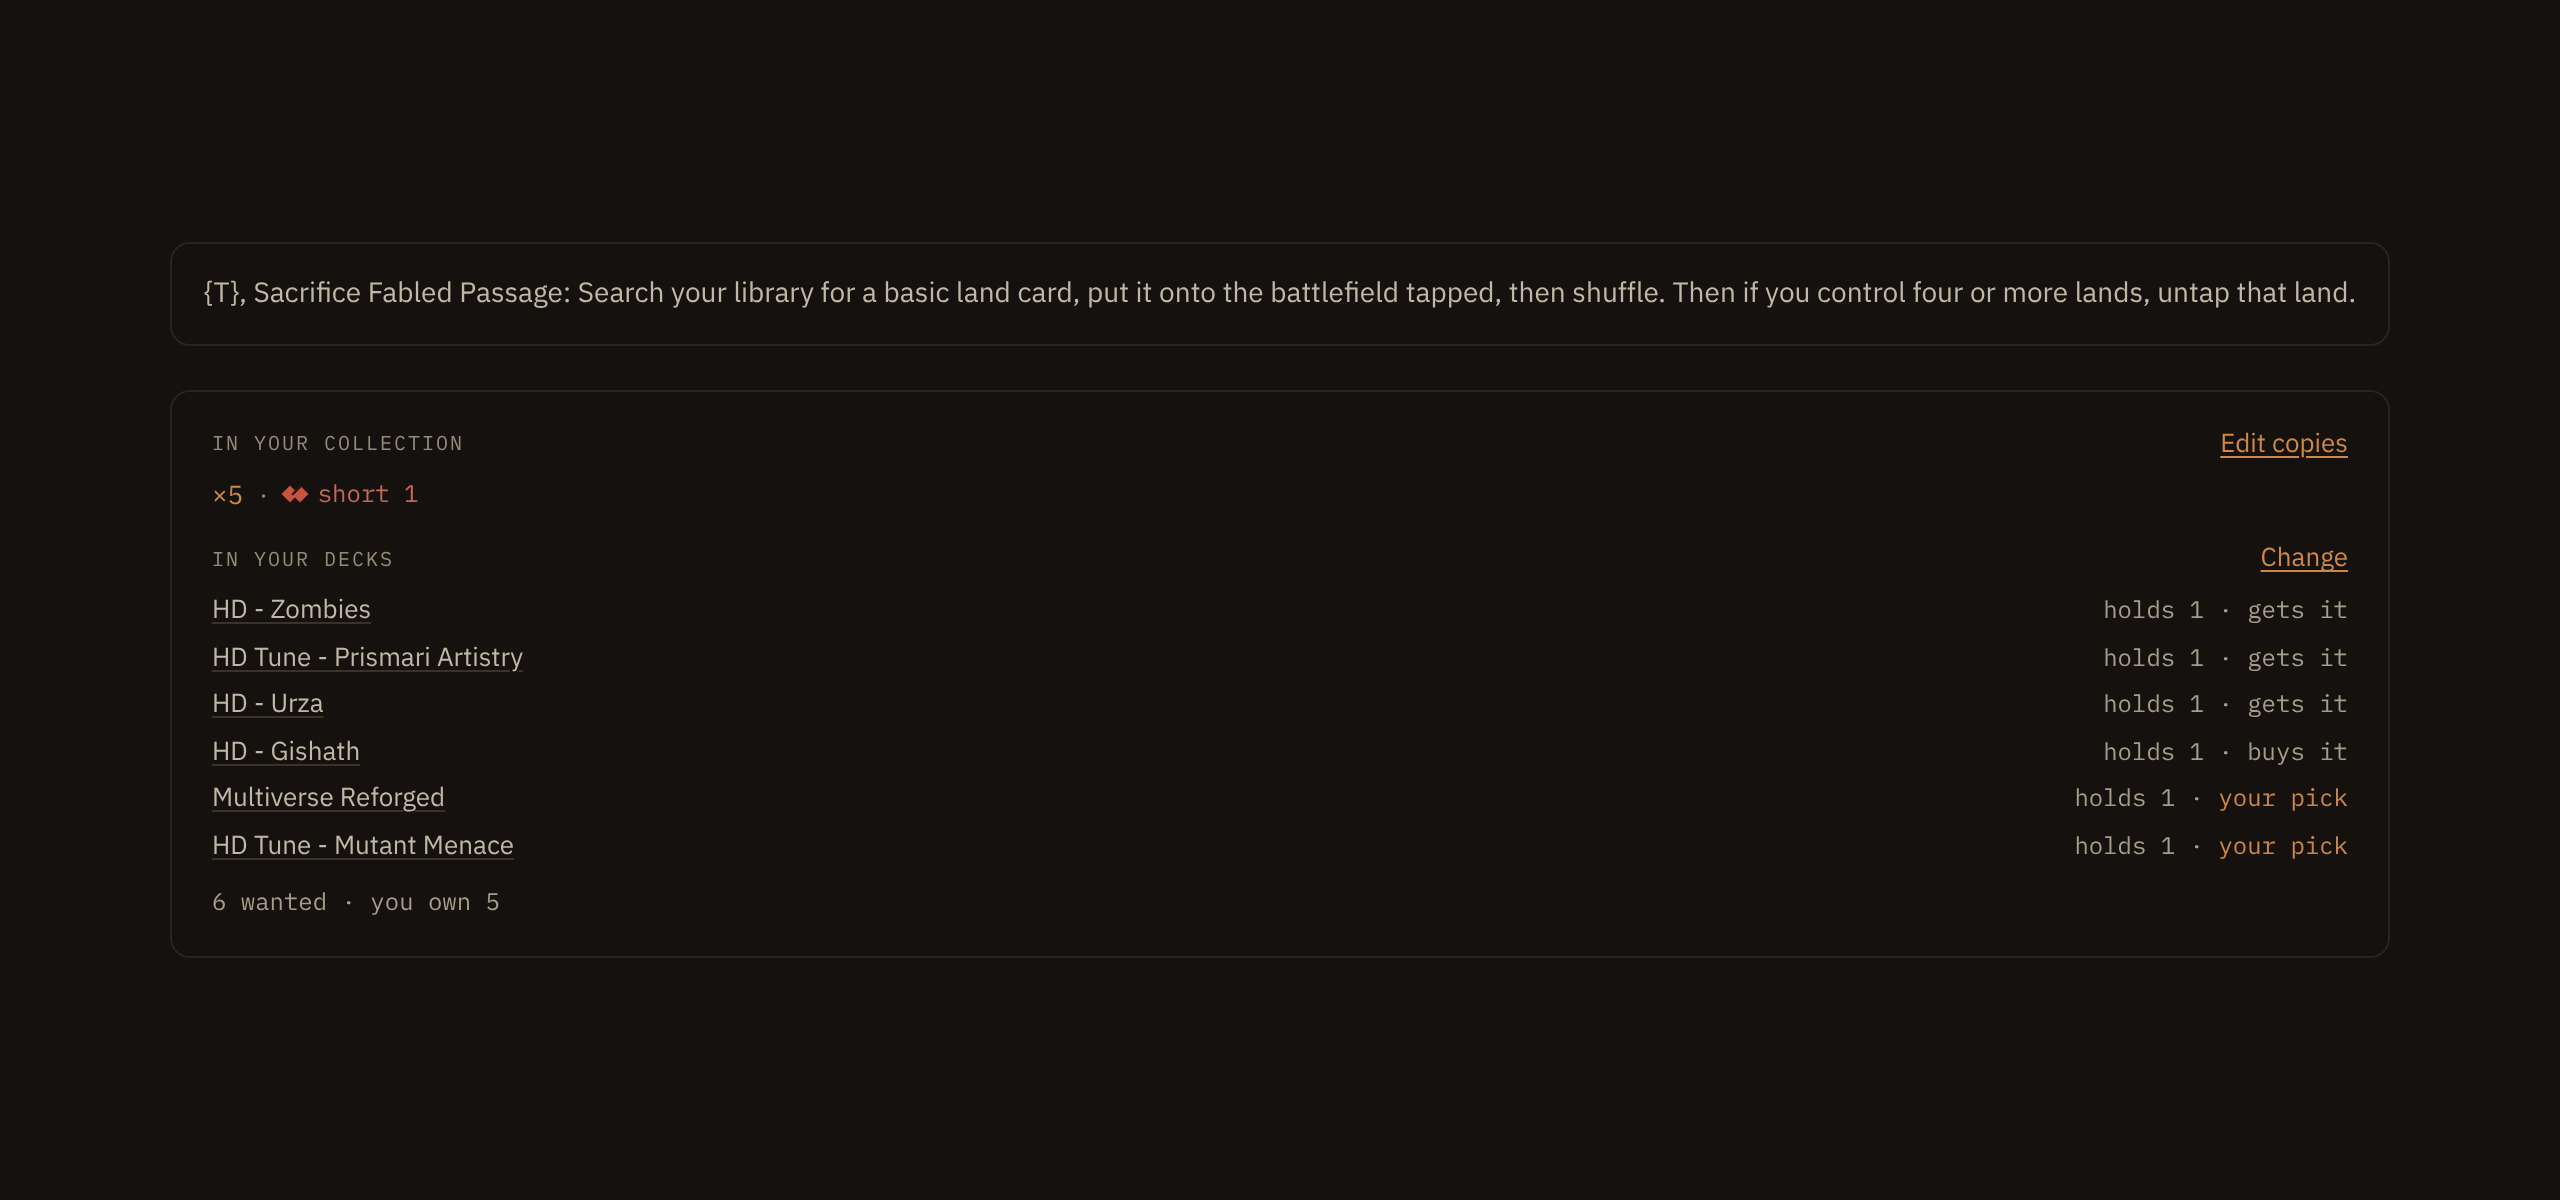 {T}, Sacrifice Fabled Passage: Search your library for a basic land card, put it onto the battlefield tapped, then shuffle. Then if you control four or more lands, untap that land.
IN YOUR COLLECTION Edit copies
×5 · short 1
IN YOUR DECKS Change
HD - Zombies holds 1 · gets it
HD Tune - Prismari Artistry holds 1 · gets it
HD - Urza holds 1 · gets it
HD - Gishath holds 1 · buys it
Multiverse Reforged holds 1 · your pick
HD Tune - Mutant Menace holds 1 · your pick
6 wanted · you own 5